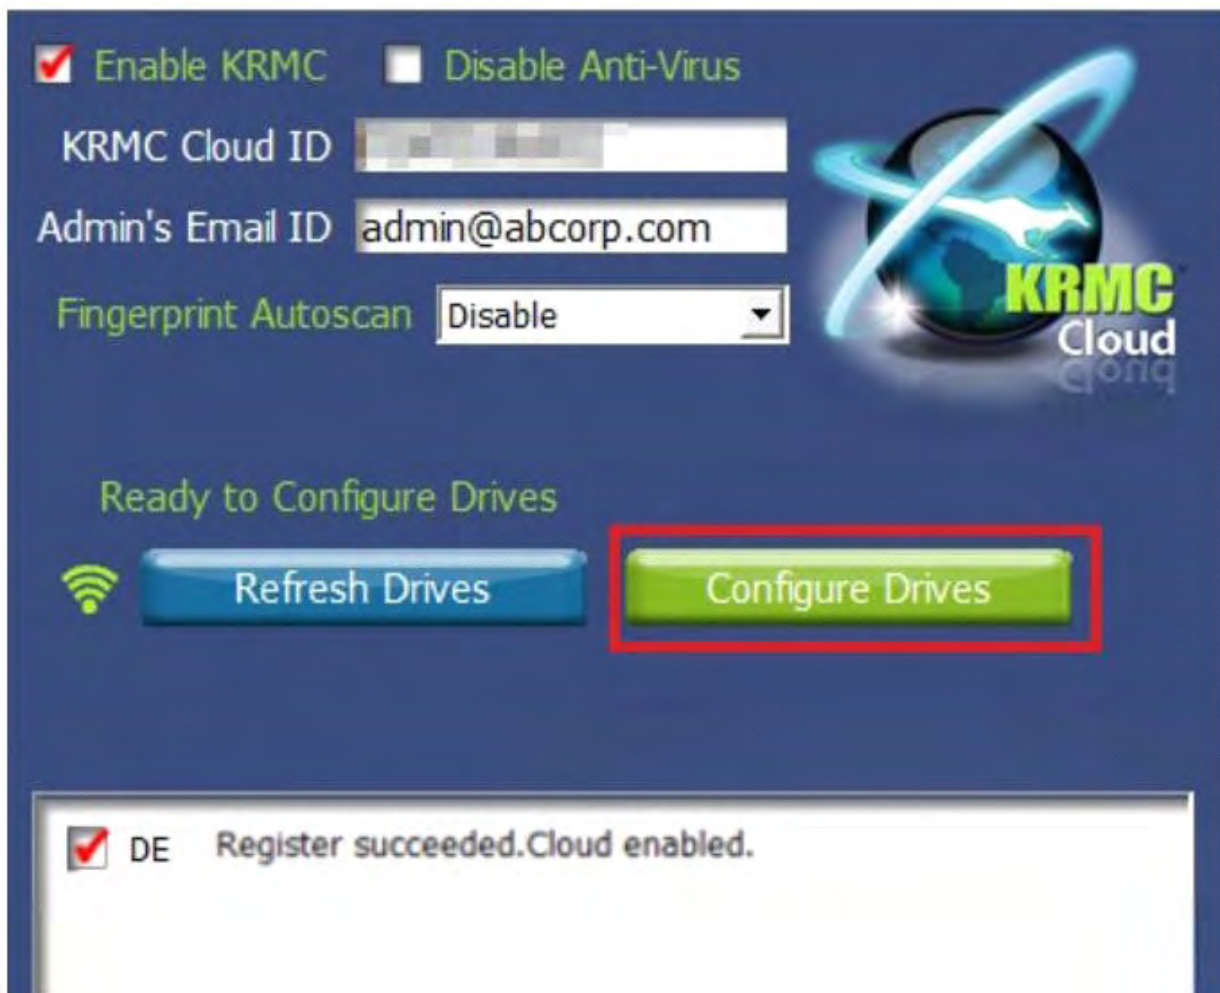 Enable KRMC Disable Anti-Virus
KRMC Cloud ID
Admin's Email ID admin@abcorp.com
Fingerprint Autoscan Disable
KRMC
Cloud
Ready to Configure Drives
Refresh Drives Configure Drives
DE Register succeeded.Cloud enabled.